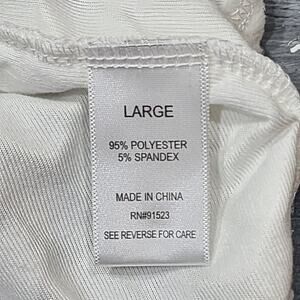 LARGE
95% POLYESTER
5% SPANDEX
MADE IN CHINA
RN#91523
SEE REVERSE FOR CARE